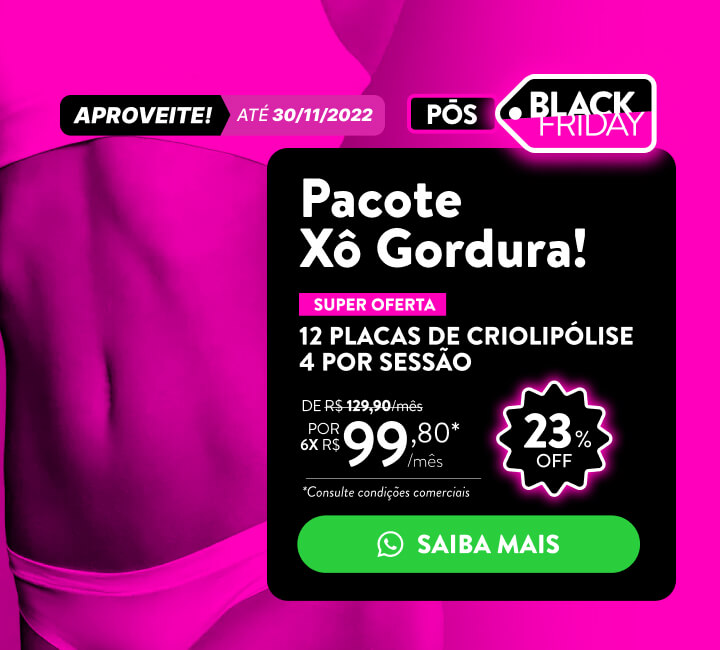 APROVEITE! ATÉ 30/11/2022
PÓS BLACK
FRIDAY
Pacote
Xô Gordura!
SUPER OFERTA
12 PLACAS DE CRIOLIPÓLISE
4 POR SESSÃO
DE R$ 129,90/mês
POR
6X R$ 99,80*
/mês
23%
OFF
*Consulte condições comerciais
SAIBA MAIS